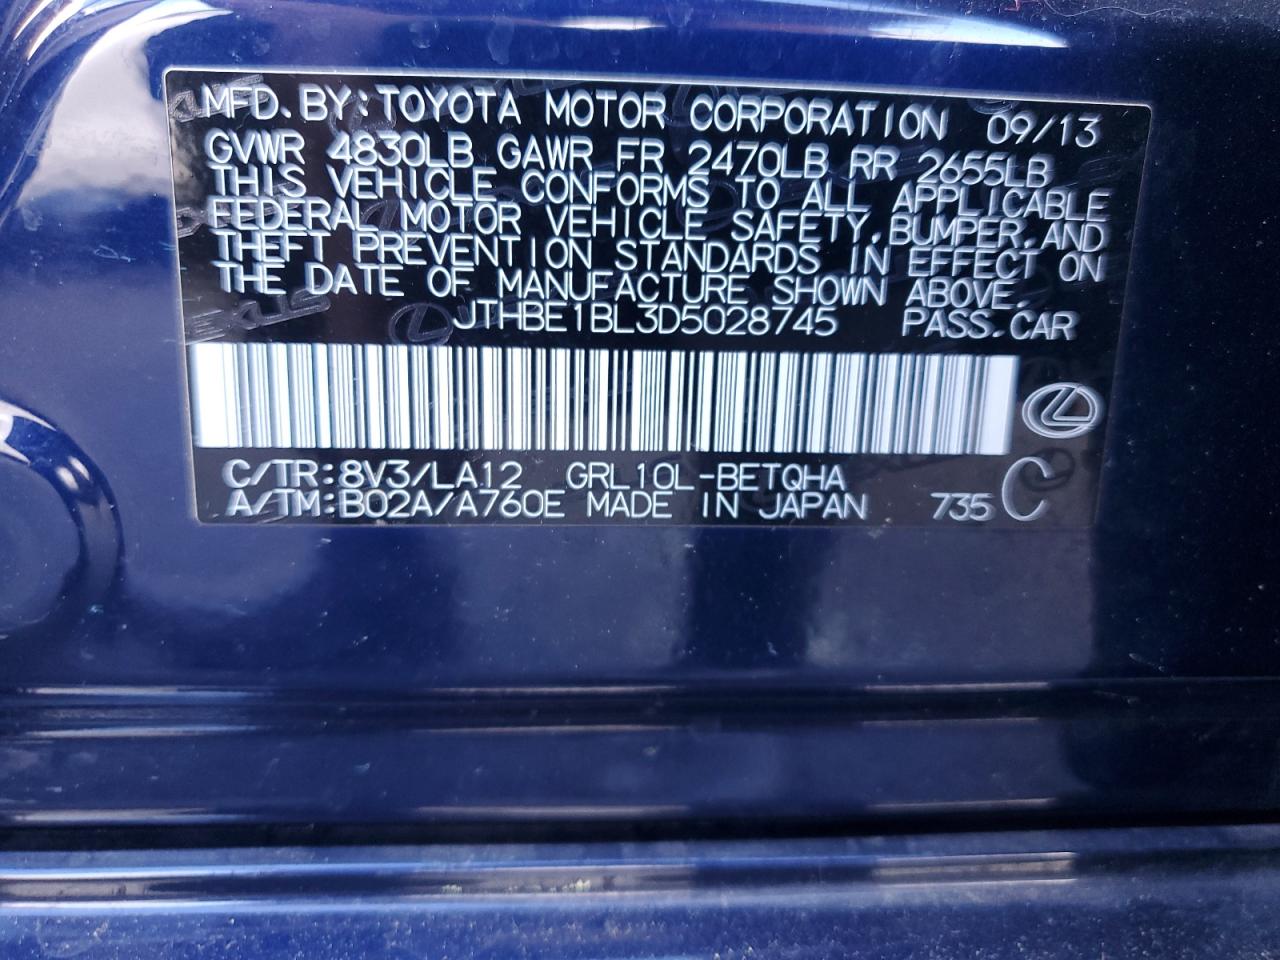 MFD.BY:TOYOTA MOTOR CORPORATION 09/13
GVWR 4830LB GAWR FR 2470LB RR 2655LB
THIS VEHICLE CONFORMS TO ALL APPLICABLE
FEDERAL MOTOR VEHICLE SAFETY,BUMPER,AND
THEFT PREVENTION STANDARDS IN EFFECT ON
THE DATE OF MANUFACTURE SHOWN ABOVE.
JTHBE1BL3D5028745 PASS.CAR
C/TR:8V3/LA12 GRL10L-BETQHA
A/TM:B02A/A760E MADE IN JAPAN 735 C